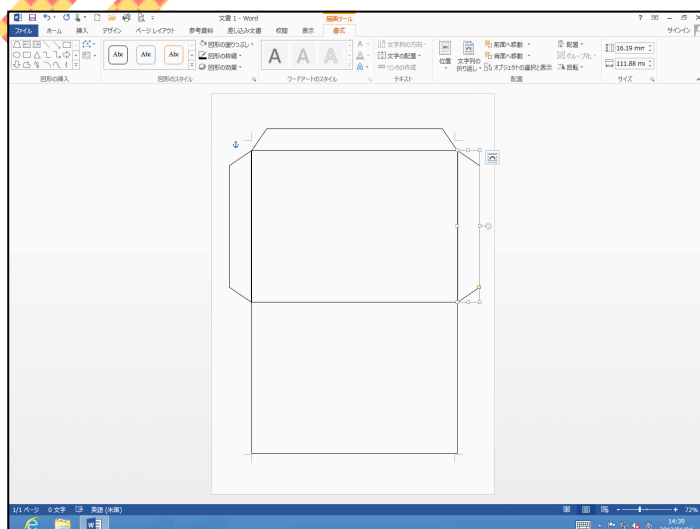 文書 1 - Word
描画ツール
ファイル ホーム 挿入 デザイン ページ レイアウト 参考資料 差し込み文書 校閲 表示 書式
サインイン
Abc Abc Abc
図形の塗りつぶし
図形の枠線
図形の効果
A A A
文字列の方向
文字の配置
リンクの作成
位置
文字列の
折り返し
前面へ移動
背面へ移動
オブジェクトの選択と表示
配置
グループ化
回転
16.19 mm
111.88 mm
図形の挿入 図形のスタイル ワードアートのスタイル テキスト 配置 サイズ
1/1 ページ 0 文字 英語 (米国)
72%
14:39